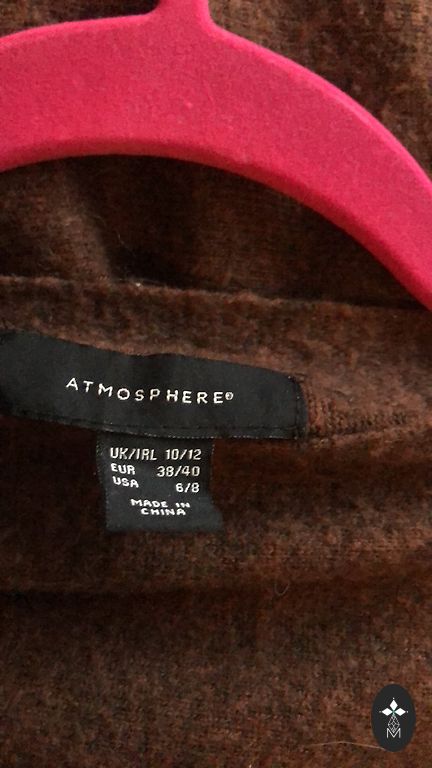 ATMOSPHERE®
UK/IRL 10/12
EUR 38/40
USA 6/8
MADE IN
CHINA
M